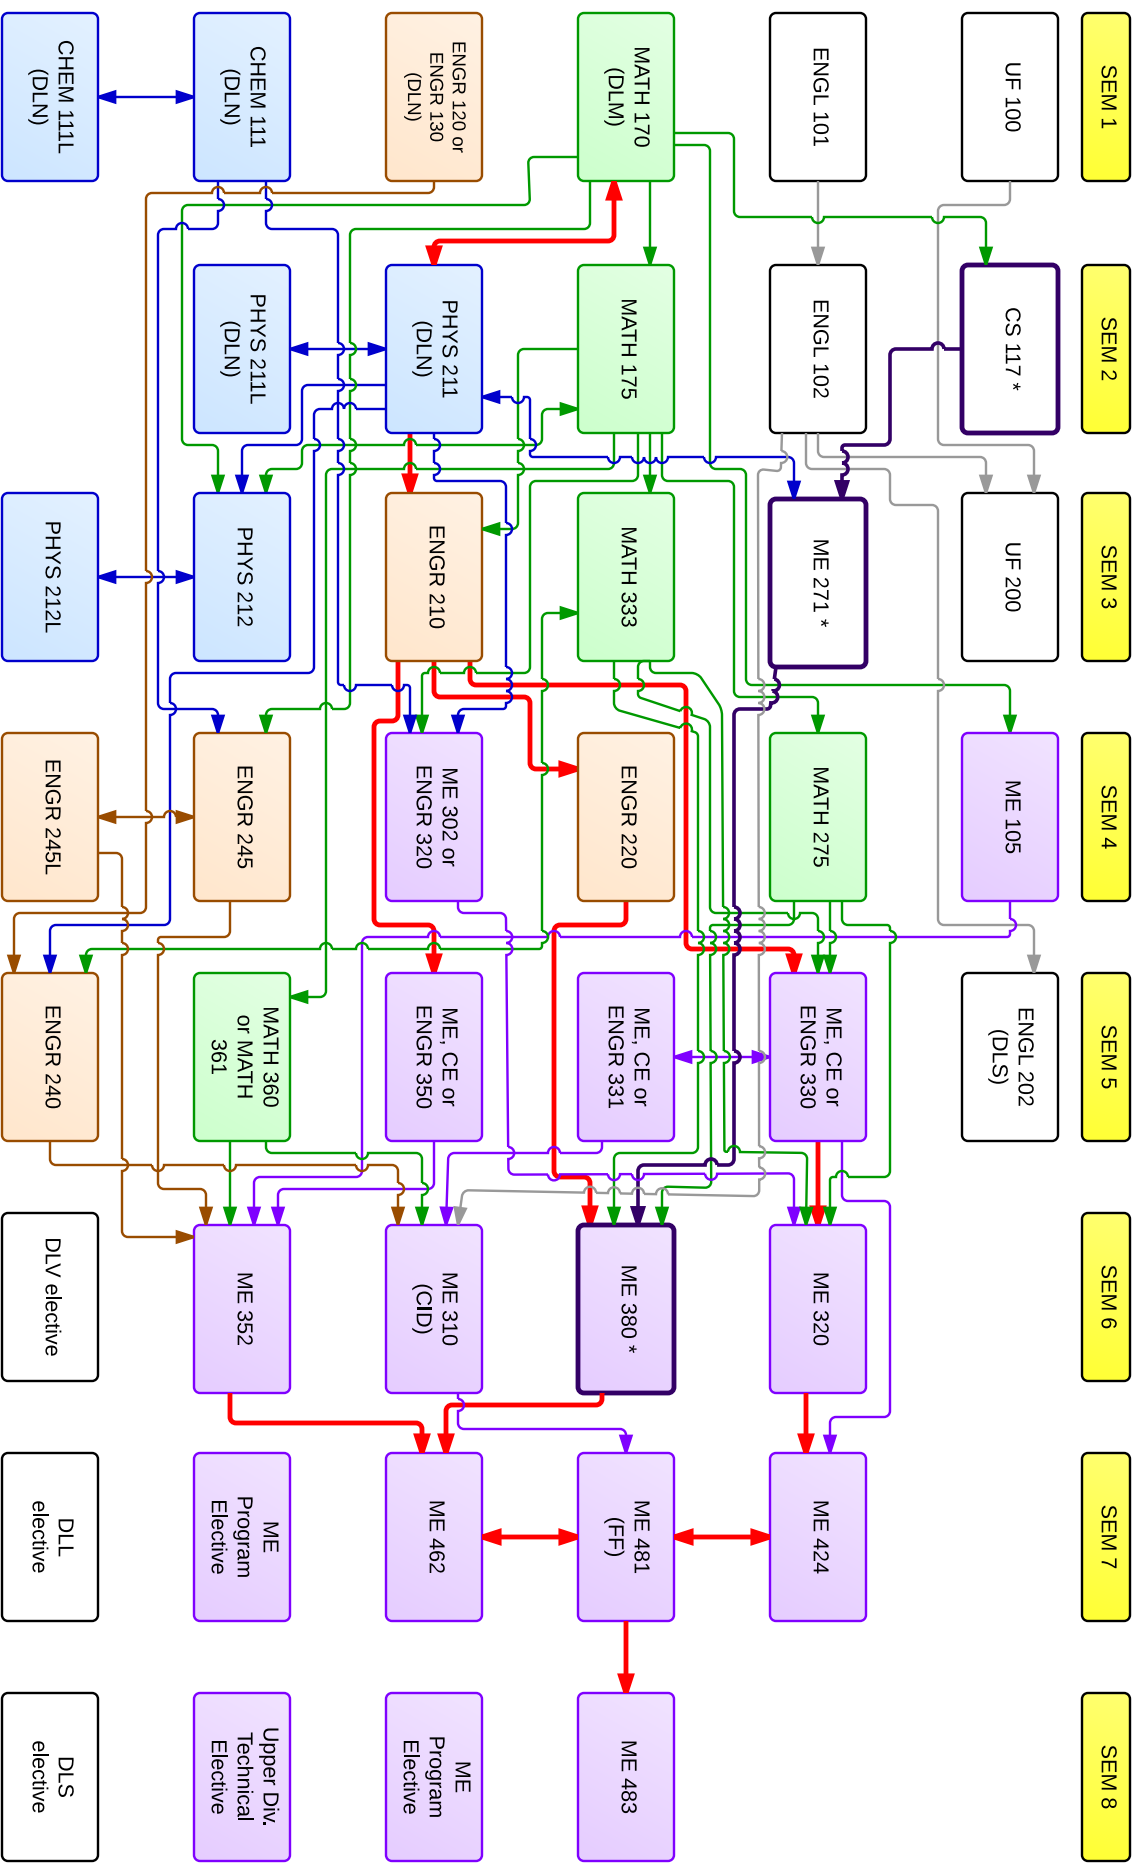 SEM 1
UF 100
ENGL 101
MATH 170
(DLM)
ENGR 120 or
ENGR 130
(DLN)
CHEM 111
(DLN)
CHEM 111L
(DLN)
SEM 2
CS 117 *
ENGL 102
MATH 175
PHYS 211
(DLN)
PHYS 211L
(DLN)
SEM 3
UF 200
ME 271 *
MATH 333
ENGR 210
PHYS 212
PHYS 212L
SEM 4
ME 105
MATH 275
ENGR 220
ME 302 or
ENGR 320
ENGR 245
ENGR 245L
SEM 5
ENGL 202
(DLS)
ME, CE or
ENGR 330
ME, CE or
ENGR 331
ME, CE or
ENGR 350
MATH 360
or MATH
361
ENGR 240
SEM 6
ME 320
ME 380 *
ME 310
(CID)
ME 352
DLV elective
SEM 7
ME 424
ME 481
(FF)
ME 462
ME
Program
Elective
DLL
elective
SEM 8
ME 483
ME
Program
Elective
Upper Div.
Technical
Elective
DLS
elective